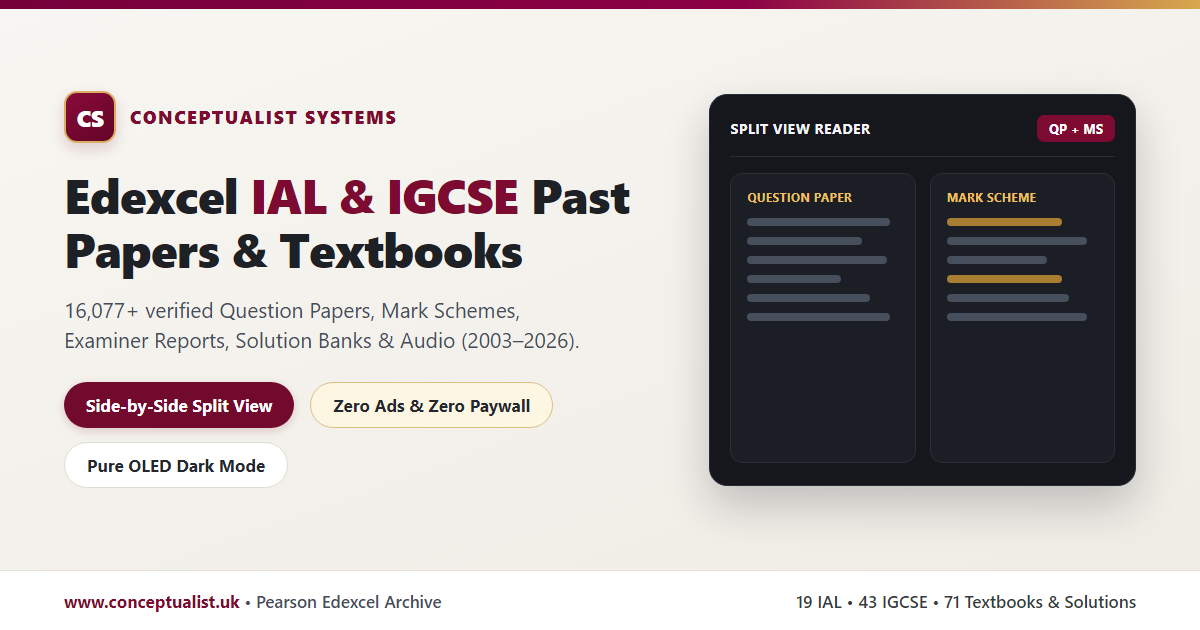 CS
CONCEPTUALIST SYSTEMS
Edexcel IAL & IGCSE Past
Papers & Textbooks
16,077+ verified Question Papers, Mark Schemes,
Examiner Reports, Solution Banks & Audio (2003–2026).
Side-by-Side Split View
Zero Ads & Zero Paywall
Pure OLED Dark Mode
SPLIT VIEW READER
QP + MS
QUESTION PAPER
MARK SCHEME
www.conceptualist.uk • Pearson Edexcel Archive
19 IAL • 43 IGCSE • 71 Textbooks & Solutions